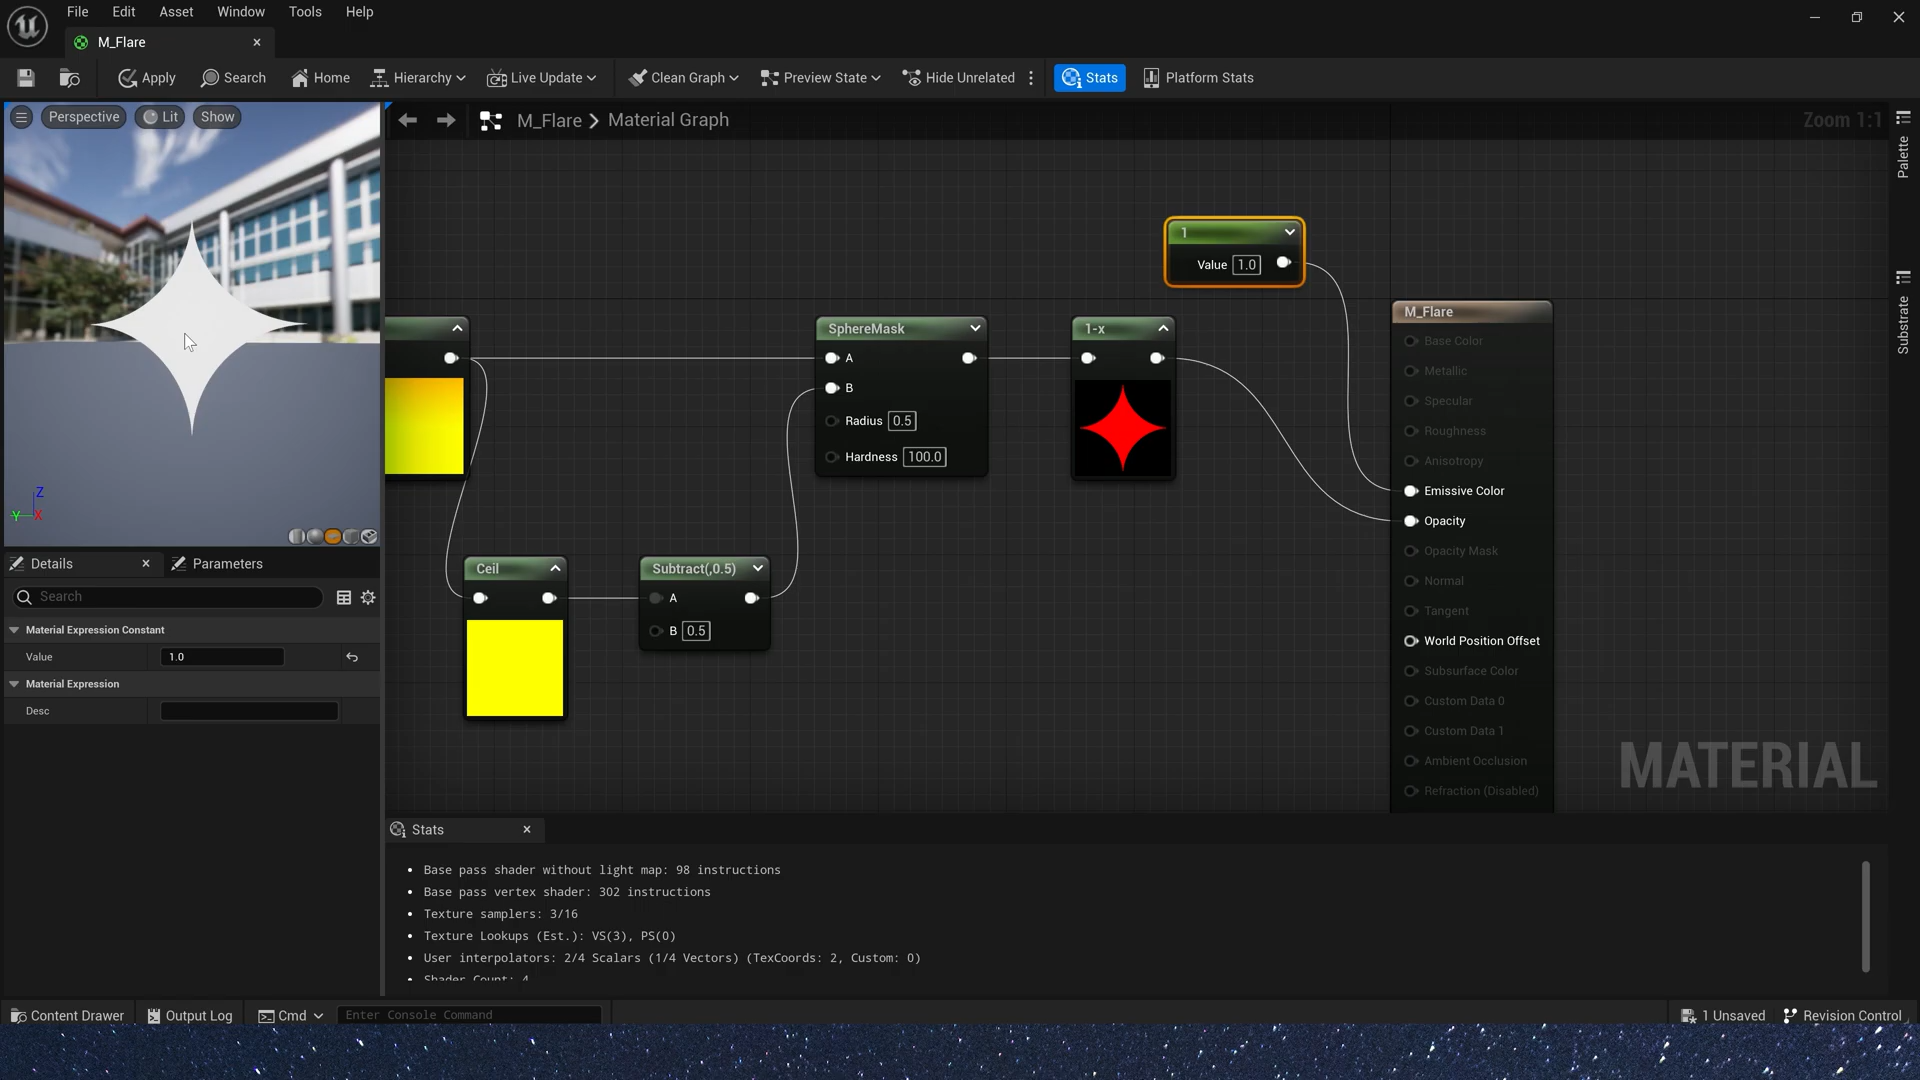 File Edit Asset Window Tools Help
M_Flare
Apply Search Home Hierarchy Live Update Clean Graph Preview State Hide Unrelated Stats Platform Stats
Perspective Lit Show
M_Flare > Material Graph
Zoom 1:1
Palette
Substrate
1
Value 1.0
SphereMask
A
B
Radius 0.5
Hardness 100.0
1-x
Ceil
Subtract(,0.5)
A
B 0.5
M_Flare
Base Color
Metallic
Specular
Roughness
Anisotropy
Emissive Color
Opacity
Opacity Mask
Normal
Tangent
World Position Offset
Subsurface Color
Custom Data 0
Custom Data 1
Ambient Occlusion
Refraction (Disabled)
MATERIAL
Z
Y X
Details Parameters
Search
Material Expression Constant
Value 1.0
Material Expression
Desc
Stats
• Base pass shader without light map: 98 instructions
• Base pass vertex shader: 302 instructions
• Texture samplers: 3/16
• Texture Lookups (Est.): VS(3), PS(0)
• User interpolators: 2/4 Scalars (1/4 Vectors) (TexCoords: 2, Custom: 0)
• Shader Count: 4
Content Drawer Output Log Cmd Enter Console Command 1 Unsaved Revision Control